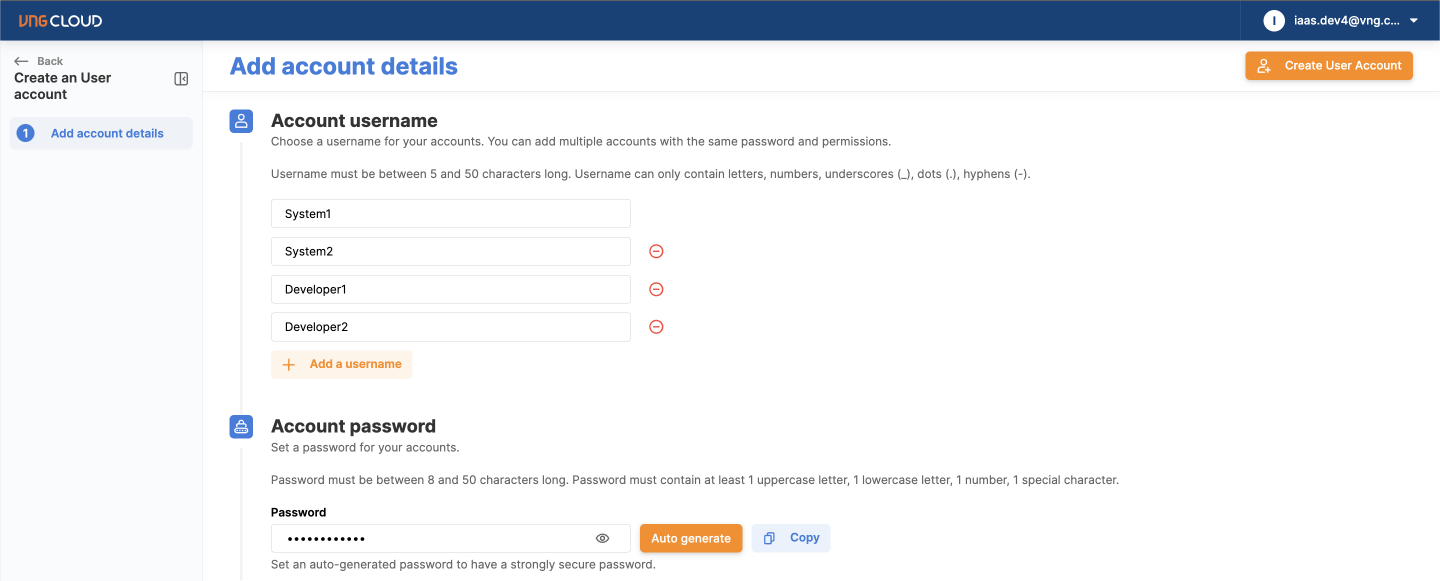 VNG CLOUD
I
iaas.dev4@vng.c...
Back
Create an User
account
1
Add account details
Add account details
Create User Account
Account username
Choose a username for your accounts. You can add multiple accounts with the same password and permissions.
Username must be between 5 and 50 characters long. Username can only contain letters, numbers, underscores (_), dots (.), hyphens (-).
System1
System2
Developer1
Developer2
Add a username
Account password
Set a password for your accounts.
Password must be between 8 and 50 characters long. Password must contain at least 1 uppercase letter, 1 lowercase letter, 1 number, 1 special character.
Password
••••••••••••
Auto generate
Copy
Set an auto-generated password to have a strongly secure password.